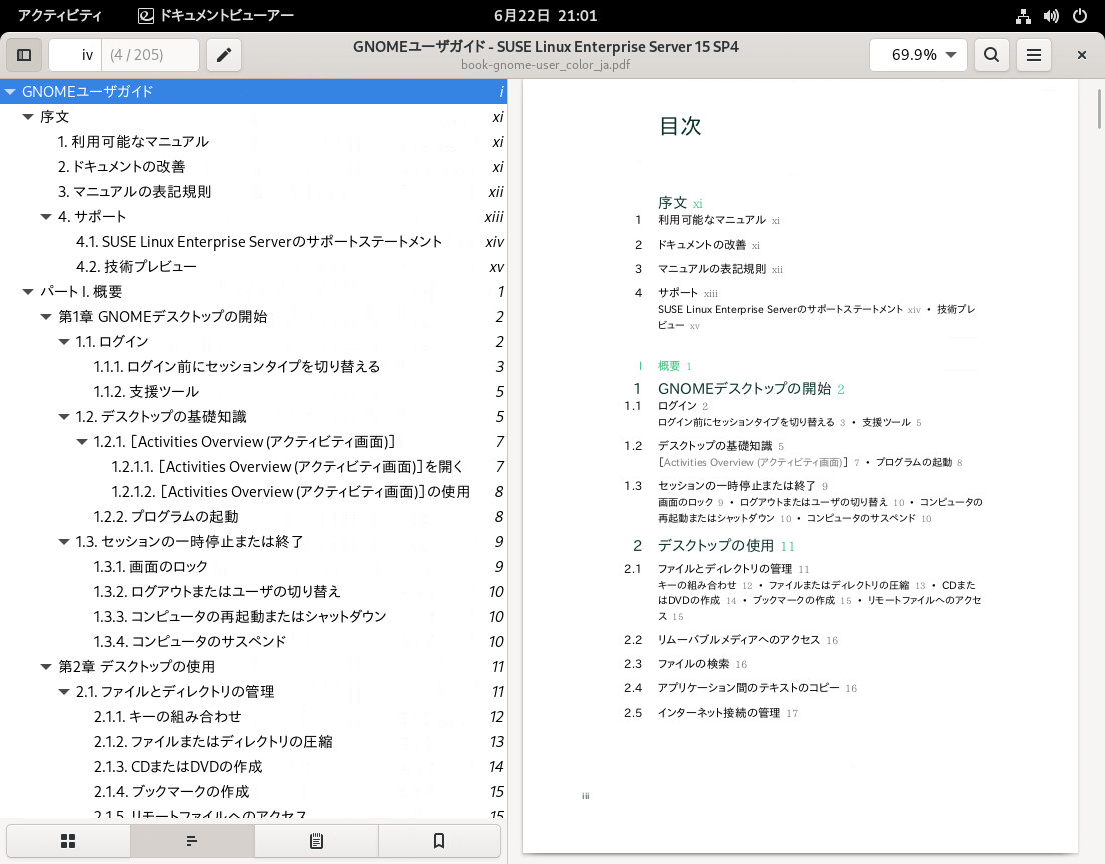 アクティビティ ドキュメントビューアー 6月22日 21:01
GNOMEユーザガイド - SUSE Linux Enterprise Server 15 SP4
book-gnome-user_color_ja.pdf
iv (4 / 205) 69.9%
GNOMEユーザガイド i
序文 xi
1. 利用可能なマニュアル xi
2. ドキュメントの改善 xi
3. マニュアルの表記規則 xii
4. サポート xiii
4.1. SUSE Linux Enterprise Serverのサポートステートメント xiv
4.2. 技術プレビュー xv
パート I. 概要 1
第1章 GNOMEデスクトップの開始 2
1.1. ログイン 2
1.1.1. ログイン前にセッションタイプを切り替える 3
1.1.2. 支援ツール 5
1.2. デスクトップの基礎知識 5
1.2.1. [Activities Overview (アクティビティ画面)] 7
1.2.1.1. [Activities Overview (アクティビティ画面)]を開く 7
1.2.1.2. [Activities Overview (アクティビティ画面)]の使用 8
1.2.2. プログラムの起動 8
1.3. セッションの一時停止または終了 9
1.3.1. 画面のロック 9
1.3.2. ログアウトまたはユーザの切り替え 10
1.3.3. コンピュータの再起動またはシャットダウン 10
1.3.4. コンピュータのサスペンド 10
第2章 デスクトップの使用 11
2.1. ファイルとディレクトリの管理 11
2.1.1. キーの組み合わせ 12
2.1.2. ファイルまたはディレクトリの圧縮 13
2.1.3. CDまたはDVDの作成 14
2.1.4. ブックマークの作成 15
2.1.5. リモートファイルへのアクセス 15
目次
序文 xi
1 利用可能なマニュアル xi
2 ドキュメントの改善 xi
3 マニュアルの表記規則 xii
4 サポート xiii
SUSE Linux Enterprise Serverのサポートステートメント xiv • 技術プレ
ビュー xv
I 概要 1
1 GNOMEデスクトップの開始 2
1.1 ログイン 2
ログイン前にセッションタイプを切り替える 3 • 支援ツール 5
1.2 デスクトップの基礎知識 5
[Activities Overview (アクティビティ画面)] 7 • プログラムの起動 8
1.3 セッションの一時停止または終了 9
画面のロック 9 • ログアウトまたはユーザの切り替え 10 • コンピュータの
再起動またはシャットダウン 10 • コンピュータのサスペンド 10
2 デスクトップの使用 11
2.1 ファイルとディレクトリの管理 11
キーの組み合わせ 12 • ファイルまたはディレクトリの圧縮 13 • CDまた
はDVDの作成 14 • ブックマークの作成 15 • リモートファイルへのアクセ
ス 15
2.2 リムーバブルメディアへのアクセス 16
2.3 ファイルの検索 16
2.4 アプリケーション間のテキストのコピー 16
2.5 インターネット接続の管理 17
iii